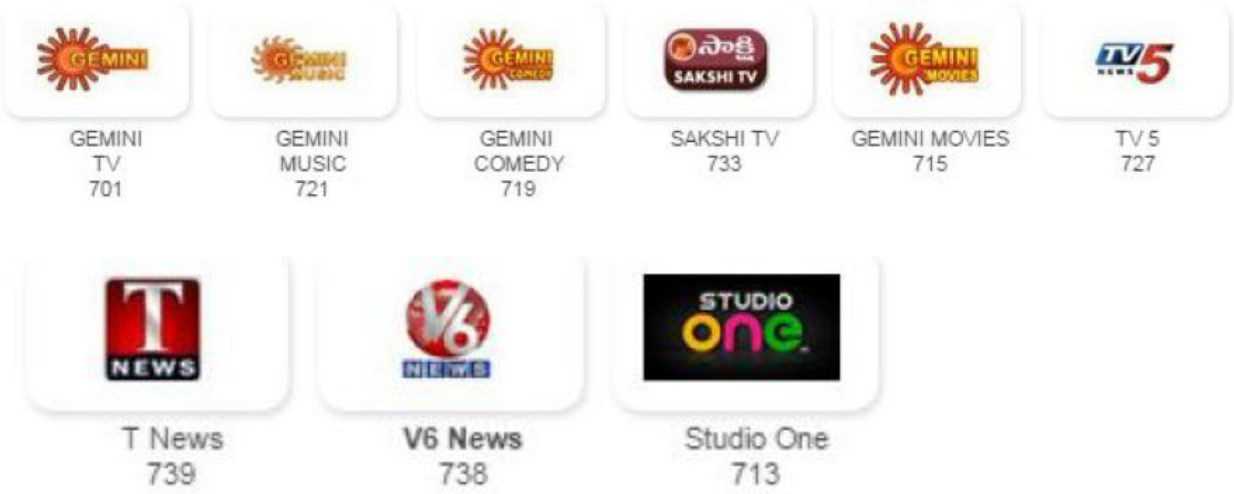 GEMINI
GEMINI
MUSIC
GEMINI
COMEDY
సాక్షి
SAKSHI TV
GEMINI
MOVIES
TV5
NEWS
GEMINI
TV
701
GEMINI
MUSIC
721
GEMINI
COMEDY
719
SAKSHI TV
733
GEMINI MOVIES
715
TV 5
727
T
NEWS
V6
NEWS
STUDIO
one
T News
739
V6 News
738
Studio One
713